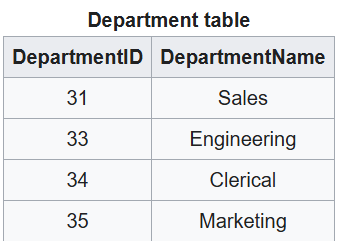 Department table
DepartmentID DepartmentName
31 Sales
33 Engineering
34 Clerical
35 Marketing